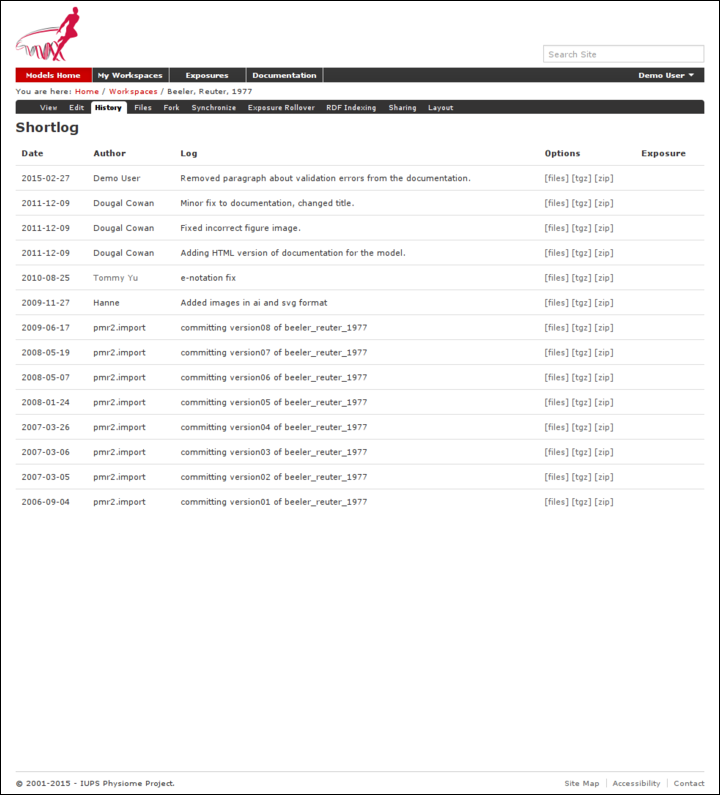 Search Site
Models Home My Workspaces Exposures Documentation Demo User
You are here: Home / Workspaces / Beeler, Reuter, 1977
View Edit History Files Fork Synchronize Exposure Rollover RDF Indexing Sharing Layout
Shortlog
Date Author Log Options Exposure
2015-02-27 Demo User Removed paragraph about validation errors from the documentation. [files] [tgz] [zip]
2011-12-09 Dougal Cowan Minor fix to documentation, changed title. [files] [tgz] [zip]
2011-12-09 Dougal Cowan Fixed incorrect figure image. [files] [tgz] [zip]
2011-12-09 Dougal Cowan Adding HTML version of documentation for the model. [files] [tgz] [zip]
2010-08-25 Tommy Yu e-notation fix [files] [tgz] [zip]
2009-11-27 Hanne Added images in ai and svg format [files] [tgz] [zip]
2009-06-17 pmr2.import committing version08 of beeler_reuter_1977 [files] [tgz] [zip]
2008-05-19 pmr2.import committing version07 of beeler_reuter_1977 [files] [tgz] [zip]
2008-05-07 pmr2.import committing version06 of beeler_reuter_1977 [files] [tgz] [zip]
2008-01-24 pmr2.import committing version05 of beeler_reuter_1977 [files] [tgz] [zip]
2007-03-26 pmr2.import committing version04 of beeler_reuter_1977 [files] [tgz] [zip]
2007-03-06 pmr2.import committing version03 of beeler_reuter_1977 [files] [tgz] [zip]
2007-03-05 pmr2.import committing version02 of beeler_reuter_1977 [files] [tgz] [zip]
2006-09-04 pmr2.import committing version01 of beeler_reuter_1977 [files] [tgz] [zip]
© 2001-2015 - IUPS Physiome Project. Site Map Accessibility Contact